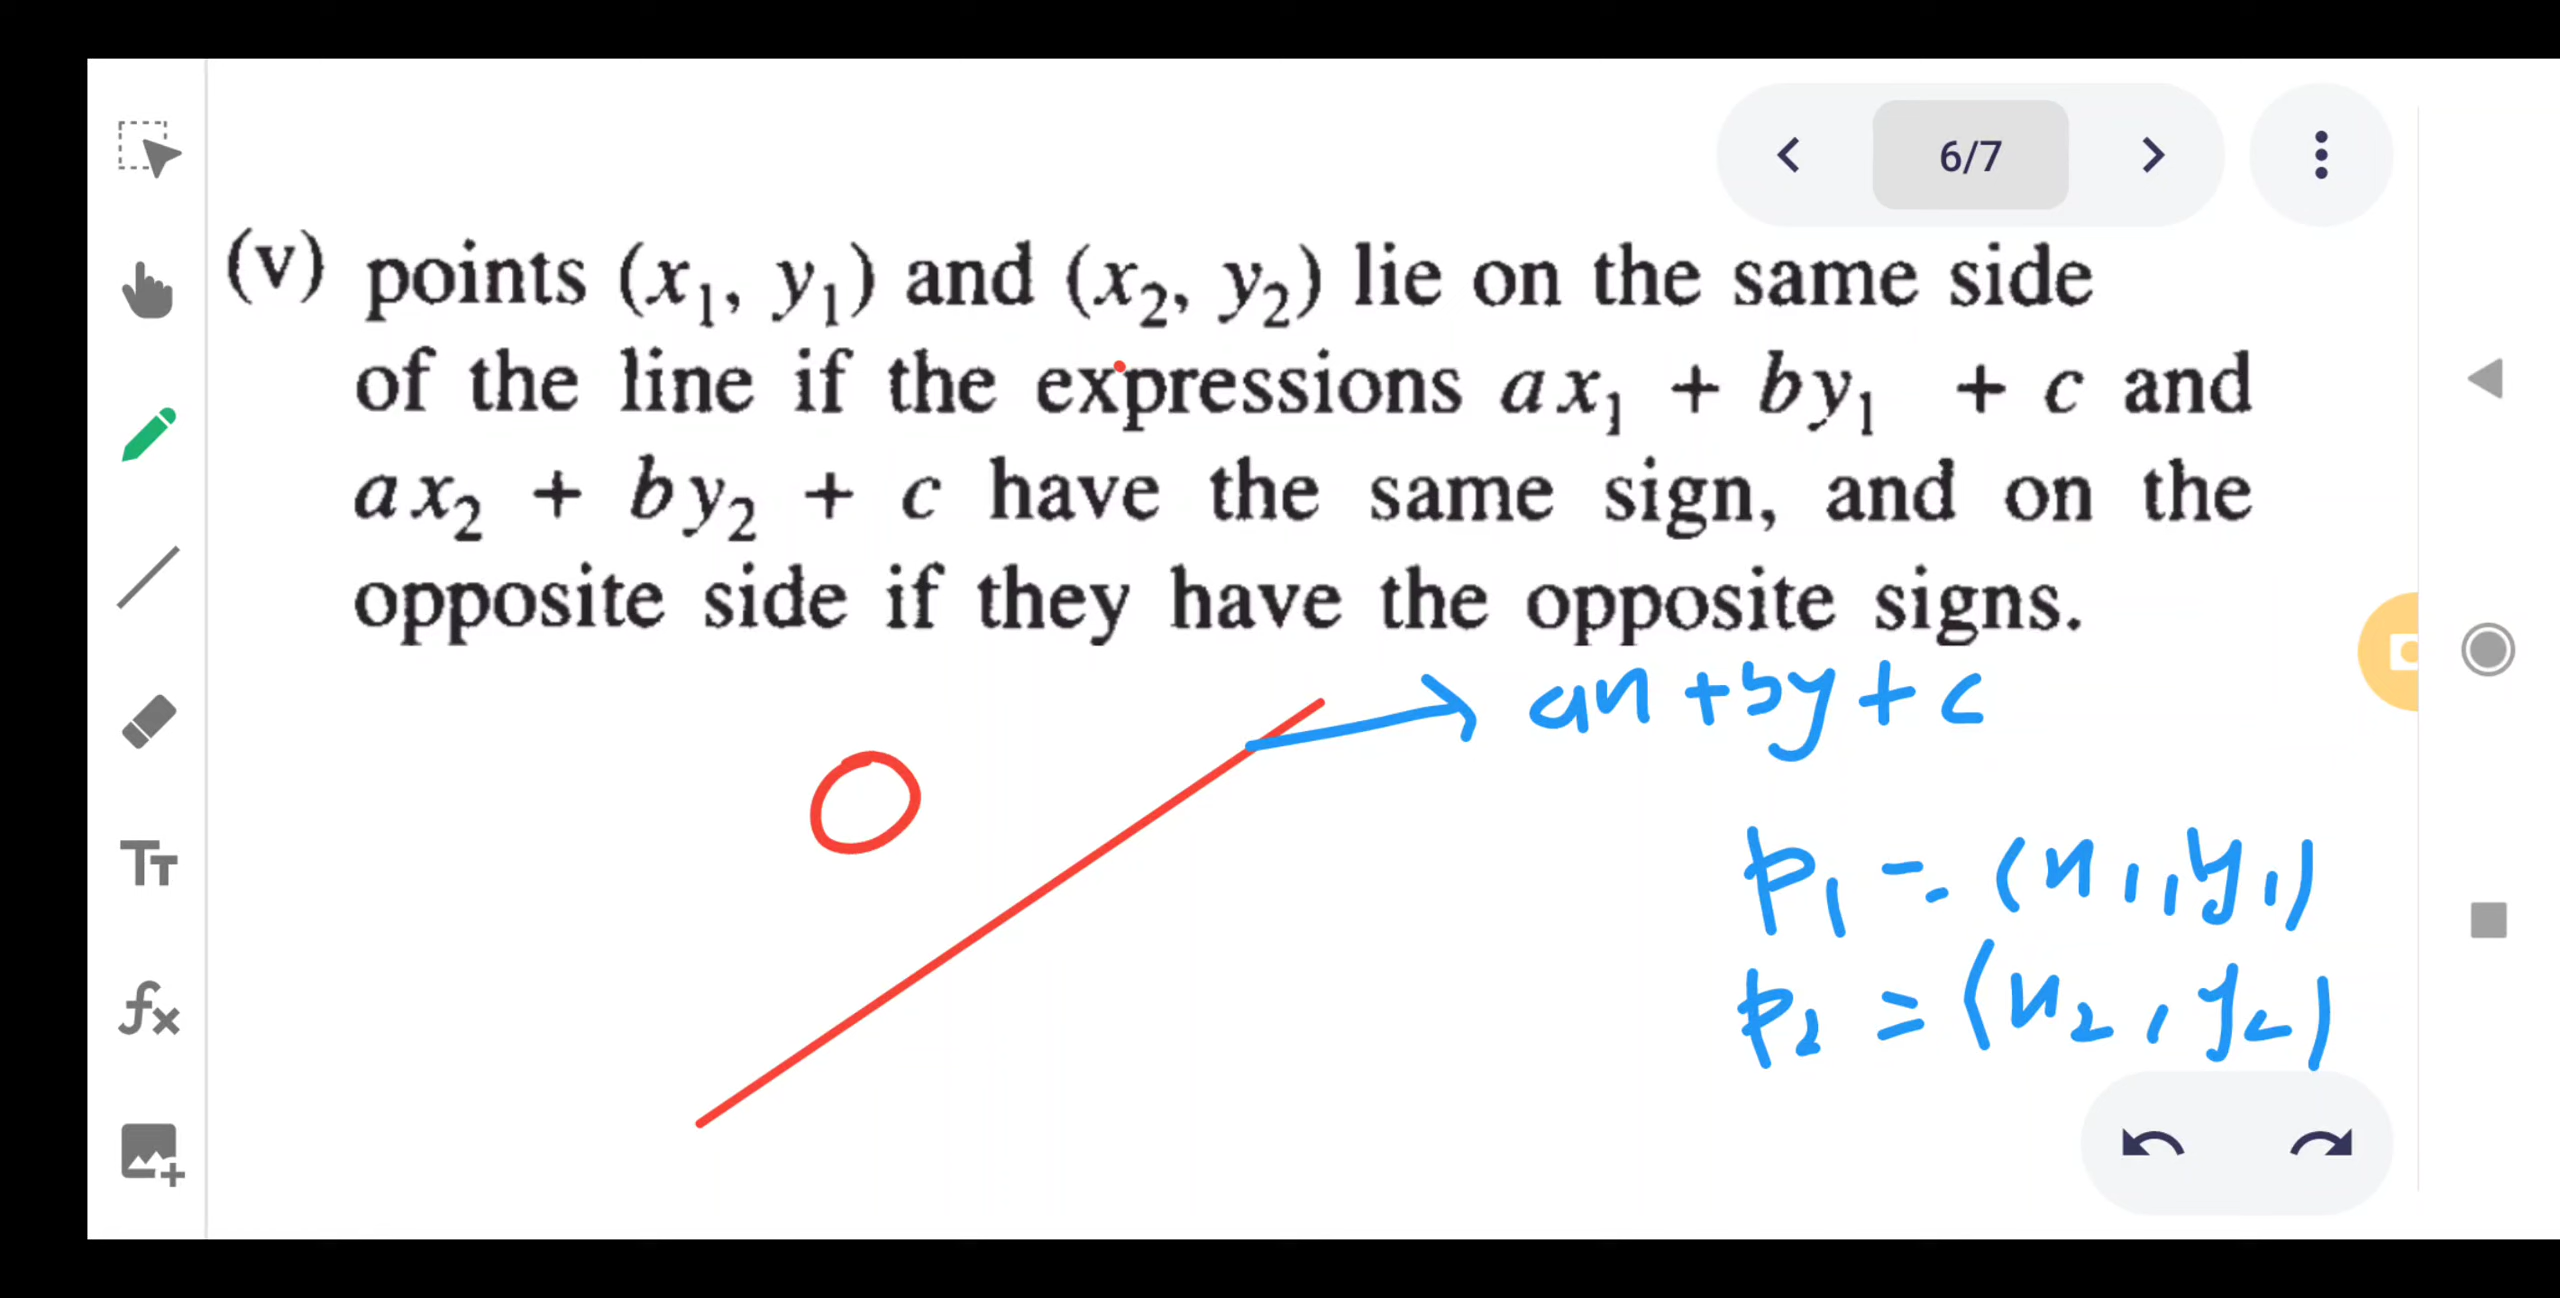 6/7
(v) points (x₁, y₁) and (x₂, y₂) lie on the same side
of the line if the expressions ax₁ + by₁ + c and
ax₂ + by₂ + c have the same sign, and on the
opposite side if they have the opposite signs.
ax + by + c
p₁ = (x₁, y₁)
p₂ = (x₂, y₂)
Tт
fx